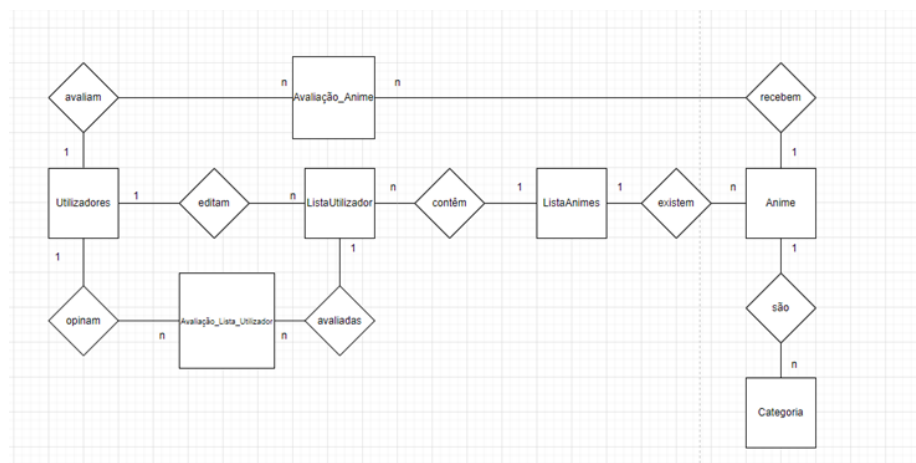 avaliam
n
Avaliação_Anime
n
recebem
1
1
Utilizadores
1
editam
n
ListaUtilizador
n
contêm
1
ListaAnimes
1
existem
n
Anime
1
1
1
opinam
n
Avaliação_Lista_Utilizador
n
avaliadas
são
n
Categoria